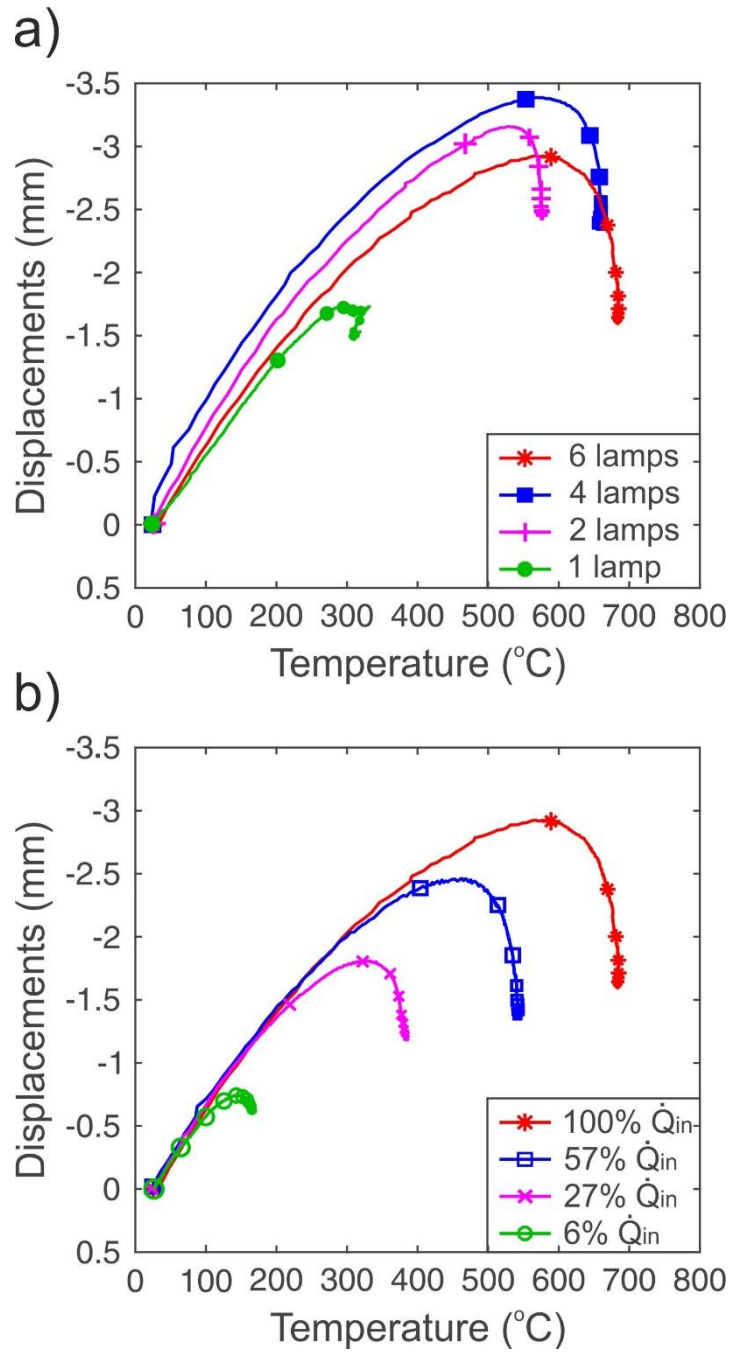 a)
-3.5
-3
-2.5
-2
-1.5
-1
-0.5
0
0.5
Displacements (mm)
6 lamps
4 lamps
2 lamps
1 lamp
0 100 200 300 400 500 600 700 800
Temperature (°C)
b)
-3.5
-3
-2.5
-2
-1.5
-1
-0.5
0
0.5
Displacements (mm)
100% Q̇in
57% Q̇in
27% Q̇in
6% Q̇in
0 100 200 300 400 500 600 700 800
Temperature (°C)